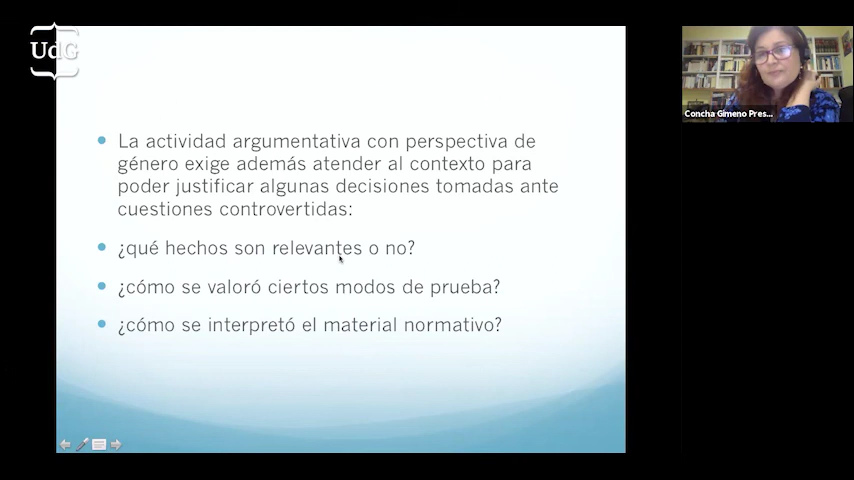 UdG
La actividad argumentativa con perspectiva de
género exige además atender al contexto para
poder justificar algunas decisiones tomadas ante
cuestiones controvertidas:
¿qué hechos son relevantes o no?
¿cómo se valoró ciertos modos de prueba?
¿cómo se interpretó el material normativo?
Concha Gimeno Pres...